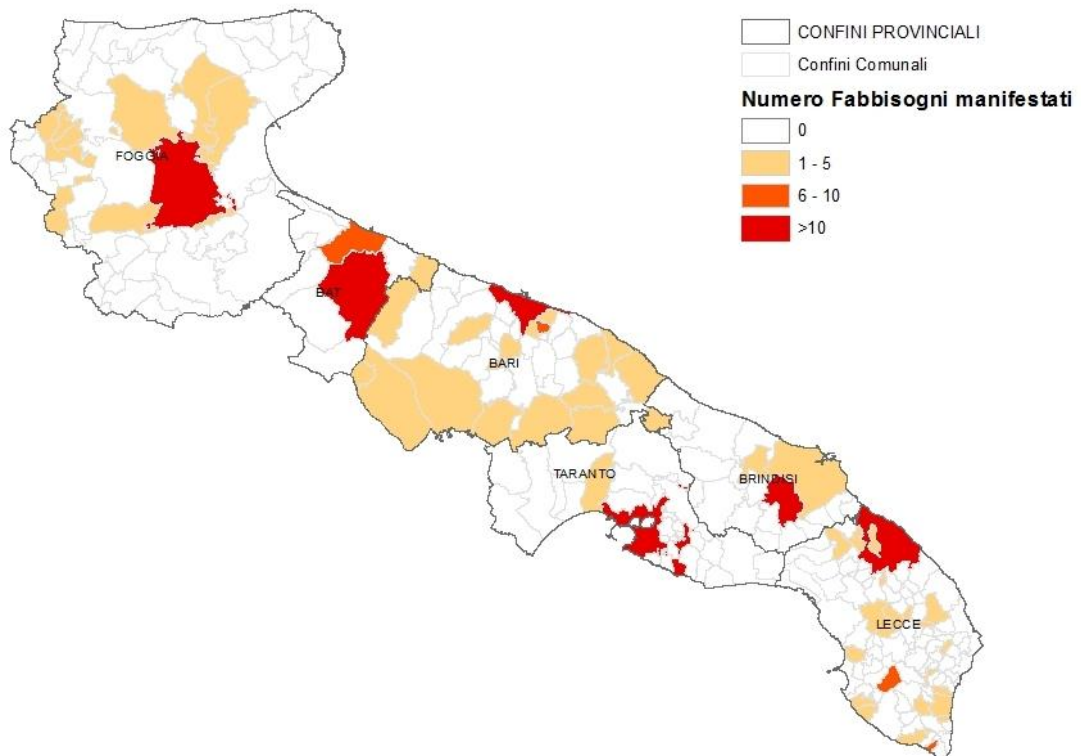 CONFINI PROVINCIALI
Confini Comunali
Numero Fabbisogni manifestati
0
1 - 5
6 - 10
>10
FOGGIA
BAT
BARI
TARANTO
BRINDISI
LECCE